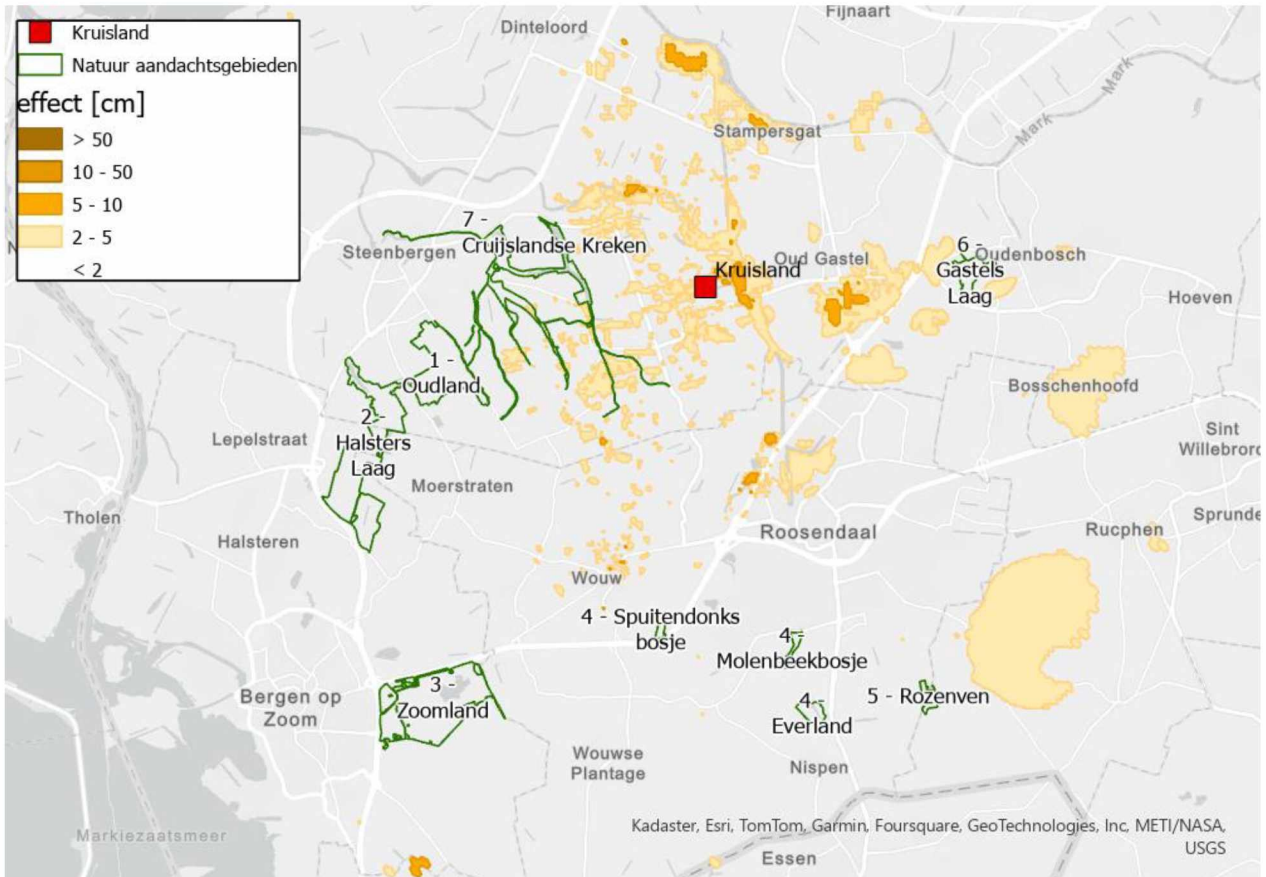 Kruisland
Natuur aandachtsgebieden
effect [cm]
> 50
10 - 50
5 - 10
2 - 5
< 2
Dinteloord
Fijnaart
Mark
Mark
Stampersgat
7 -
Cruijslandse Kreken
Steenbergen
Kruisland
Oud Gastel
6 -
Gastels
Laag
Oudenbosch
Hoeven
1 -
Oudland
Bosschenhoofd
2 -
Halsters
Laag
Lepelstraat
Sint
Willebrord
Moerstraten
Tholen
Halsteren
Roosendaal
Rucphen
Sprunde
Wouw
4 - Spuitendonks
bosje
4 -
Molenbeekbosje
3 -
Zoomland
Bergen op
Zoom
4 -
Everland
5 - Rozenven
Wouwse
Plantage
Nispen
Markiezaatsmeer
Kadaster, Esri, TomTom, Garmin, Foursquare, GeoTechnologies, Inc, METI/NASA,
USGS
Essen